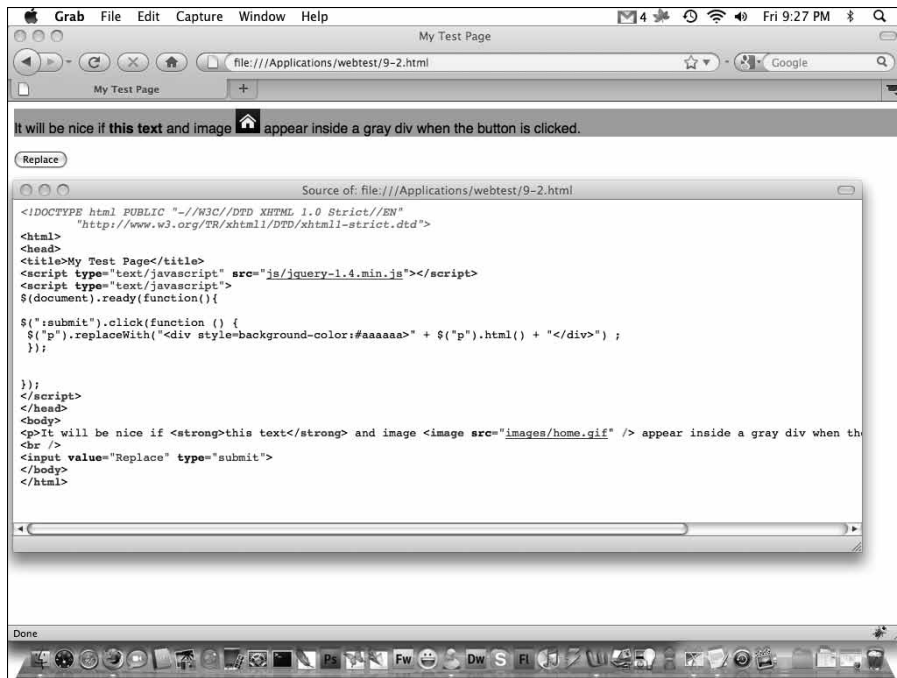 Grab File Edit Capture Window Help 4 Fri 9:27 PM
My Test Page
file:///Applications/webtest/9-2.html Google
My Test Page +
It will be nice if this text and image appear inside a gray div when the button is clicked.
Replace
Source of: file:///Applications/webtest/9-2.html
<!DOCTYPE html PUBLIC "-//W3C//DTD XHTML 1.0 Strict//EN"
"http://www.w3.org/TR/xhtml1/DTD/xhtml1-strict.dtd">
<html>
<head>
<title>My Test Page</title>
<script type="text/javascript" src="js/jquery-1.4.min.js"></script>
<script type="text/javascript">
$(document).ready(function(){
$(":submit").click(function () {
$("p").replaceWith("<div style=background-color:#aaaaaa>" + $("p").html() + "</div>") ;
});
});
</script>
</head>
<body>
<p>It will be nice if <strong>this text</strong> and image <image src="images/home.gif" /> appear inside a gray div when th
<br />
<input value="Replace" type="submit">
</body>
</html>
Done
Ps Fw Dw S Fl